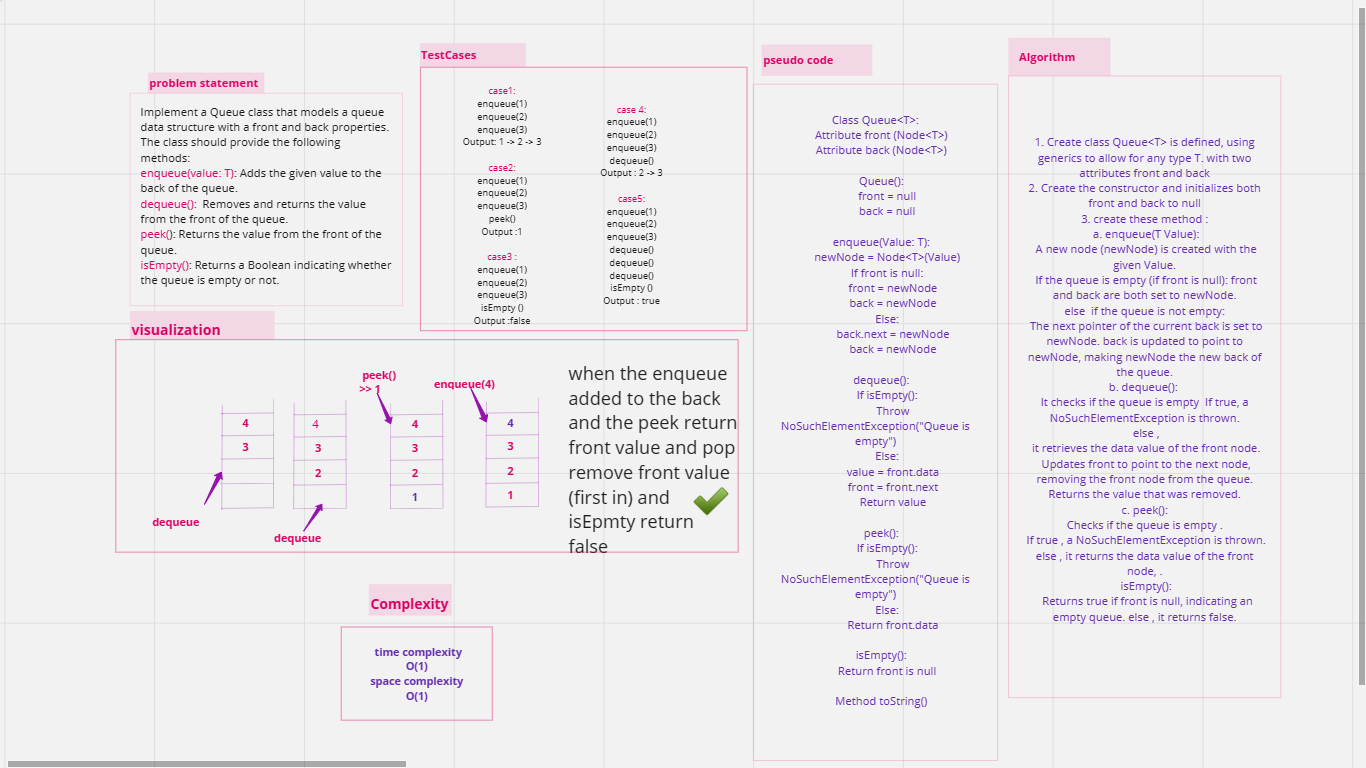 problem statement
Implement a Queue class that models a queue
data structure with a front and back properties.
The class should provide the following
methods:
enqueue(value: T): Adds the given value to the
back of the queue.
dequeue():  Removes and returns the value
from the front of the queue.
peek(): Returns the value from the front of the
queue.
isEmpty(): Returns a Boolean indicating whether
the queue is empty or not.
TestCases
case1:
enqueue(1)
enqueue(2)
enqueue(3)
Output: 1 -> 2 -> 3
case2:
enqueue(1)
enqueue(2)
enqueue(3)
peek()
Output :1
case3 :
enqueue(1)
enqueue(2)
enqueue(3)
isEmpty ()
Output :false
case 4:
enqueue(1)
enqueue(2)
enqueue(3)
dequeue()
Output : 2 -> 3
case5:
enqueue(1)
enqueue(2)
enqueue(3)
dequeue()
dequeue()
dequeue()
isEmpty ()
Output : true
visualization
4
3
dequeue
4
3
2
dequeue
peek()
>> 1
4
3
2
1
enqueue(4)
4
3
2
1
when the enqueue
added to the back
and the peek return
front value and pop
remove front value
(first in) and
isEpmty return
false
Complexity
time complexity
O(1)
space complexity
O(1)
pseudo code
Class Queue<T>:
Attribute front (Node<T>)
Attribute back (Node<T>)
Queue():
front = null
back = null
enqueue(Value: T):
newNode = Node<T>(Value)
If front is null:
front = newNode
back = newNode
Else:
back.next = newNode
back = newNode
dequeue():
If isEmpty():
Throw
NoSuchElementException("Queue is
empty")
Else:
value = front.data
front = front.next
Return value
peek():
If isEmpty():
Throw
NoSuchElementException("Queue is
empty")
Else:
Return front.data
isEmpty():
Return front is null
Method toString()
Algorithm
1. Create class Queue<T> is defined, using
generics to allow for any type T. with two
attributes front and back
2. Create the constructor and initializes both
front and back to null
3. create these method :
a. enqueue(T Value):
A new node (newNode) is created with the
given Value.
If the queue is empty (if front is null): front
and back are both set to newNode.
else  if the queue is not empty:
The next pointer of the current back is set to
newNode. back is updated to point to
newNode, making newNode the new back of
the queue.
b. dequeue():
It checks if the queue is empty  If true, a
NoSuchElementException is thrown.
else ,
it retrieves the data value of the front node.
Updates front to point to the next node,
removing the front node from the queue.
Returns the value that was removed.
c. peek():
Checks if the queue is empty .
If true , a NoSuchElementException is thrown.
else , it returns the data value of the front
node, .
isEmpty():
Returns true if front is null, indicating an
empty queue. else , it returns false.